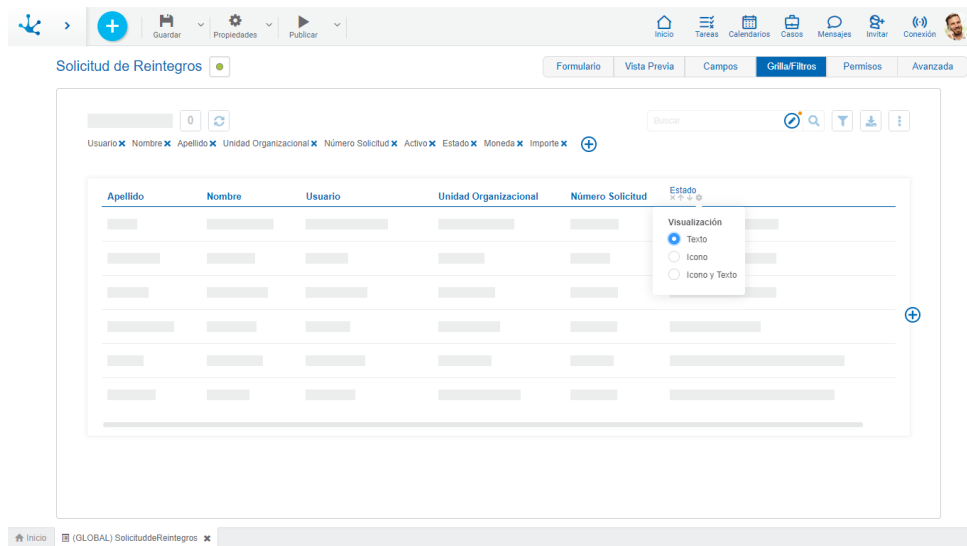 Guardar Propiedades Publicar Inicio Tareas Calendarios Casos Mensajes Invitar Conexión
Solicitud de Reintegros Formulario Vista Previa Campos Grilla/Filtros Permisos Avanzada
0 Buscar
Usuario Nombre Apellido Unidad Organizacional Número Solicitud Activo Estado Moneda Importe
Apellido Nombre Usuario Unidad Organizacional Número Solicitud Estado
Visualización
Texto
Icono
Icono y Texto
Inicio (GLOBAL) SolicituddeReintegros